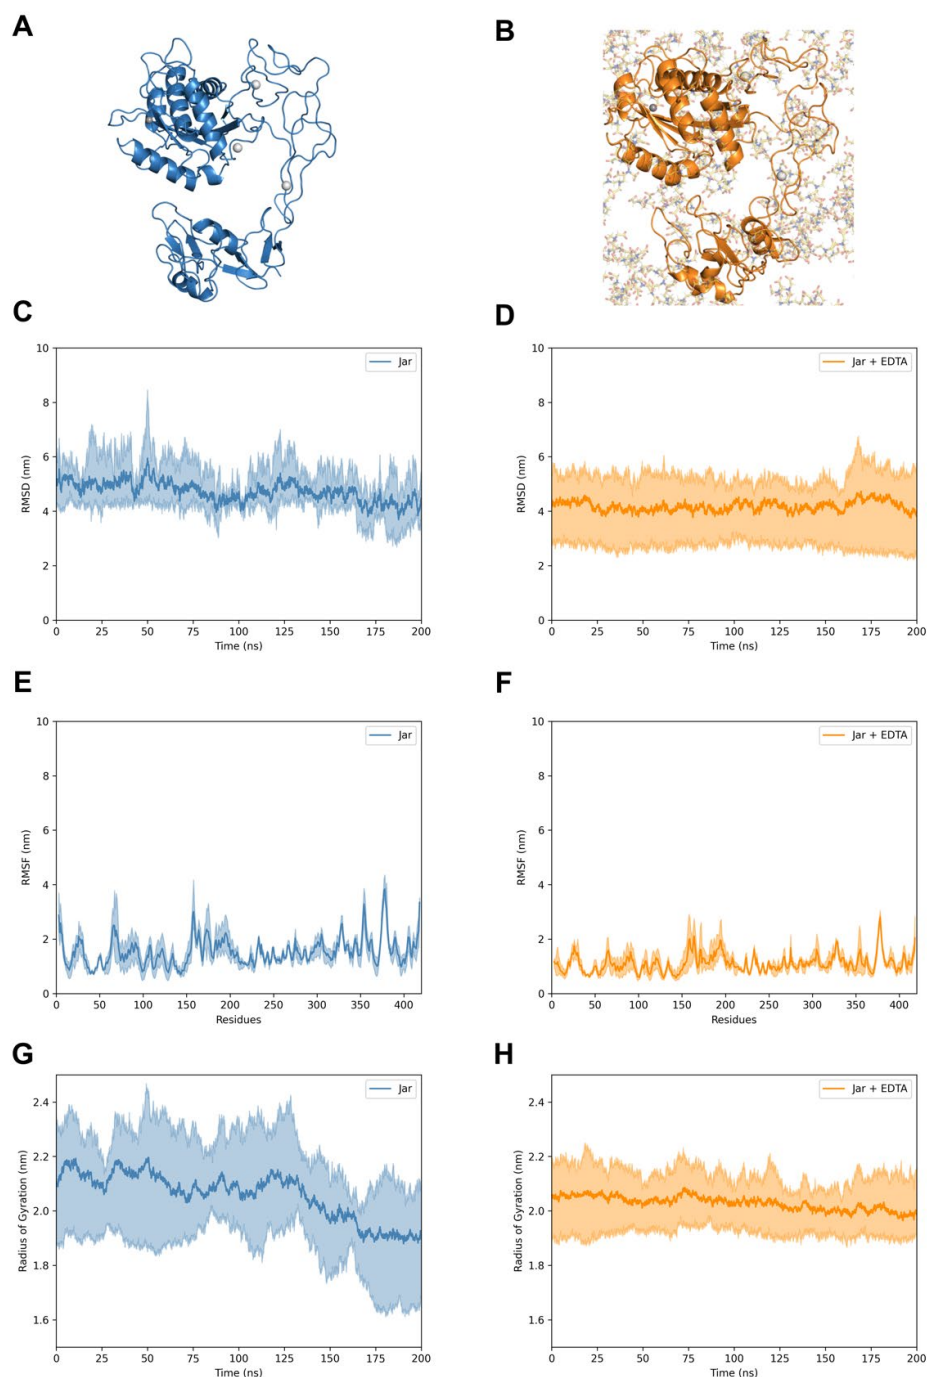 A
B
C
D
10
8
6
4
2
0
RMSD (nm)
0 25 50 75 100 125 150 175 200
Time (ns)
Jar
10
8
6
4
2
0
RMSD (nm)
0 25 50 75 100 125 150 175 200
Time (ns)
Jar + EDTA
E
F
10
8
6
4
2
0
RMSF (nm)
0 50 100 150 200 250 300 350 400
Residues
Jar
10
8
6
4
2
0
RMSF (nm)
0 50 100 150 200 250 300 350 400
Residues
Jar + EDTA
G
H
2.4
2.2
2.0
1.8
1.6
Radius of Gyration (nm)
0 25 50 75 100 125 150 175 200
Time (ns)
Jar
2.4
2.2
2.0
1.8
1.6
Radius of Gyration (nm)
0 25 50 75 100 125 150 175 200
Time (ns)
Jar + EDTA